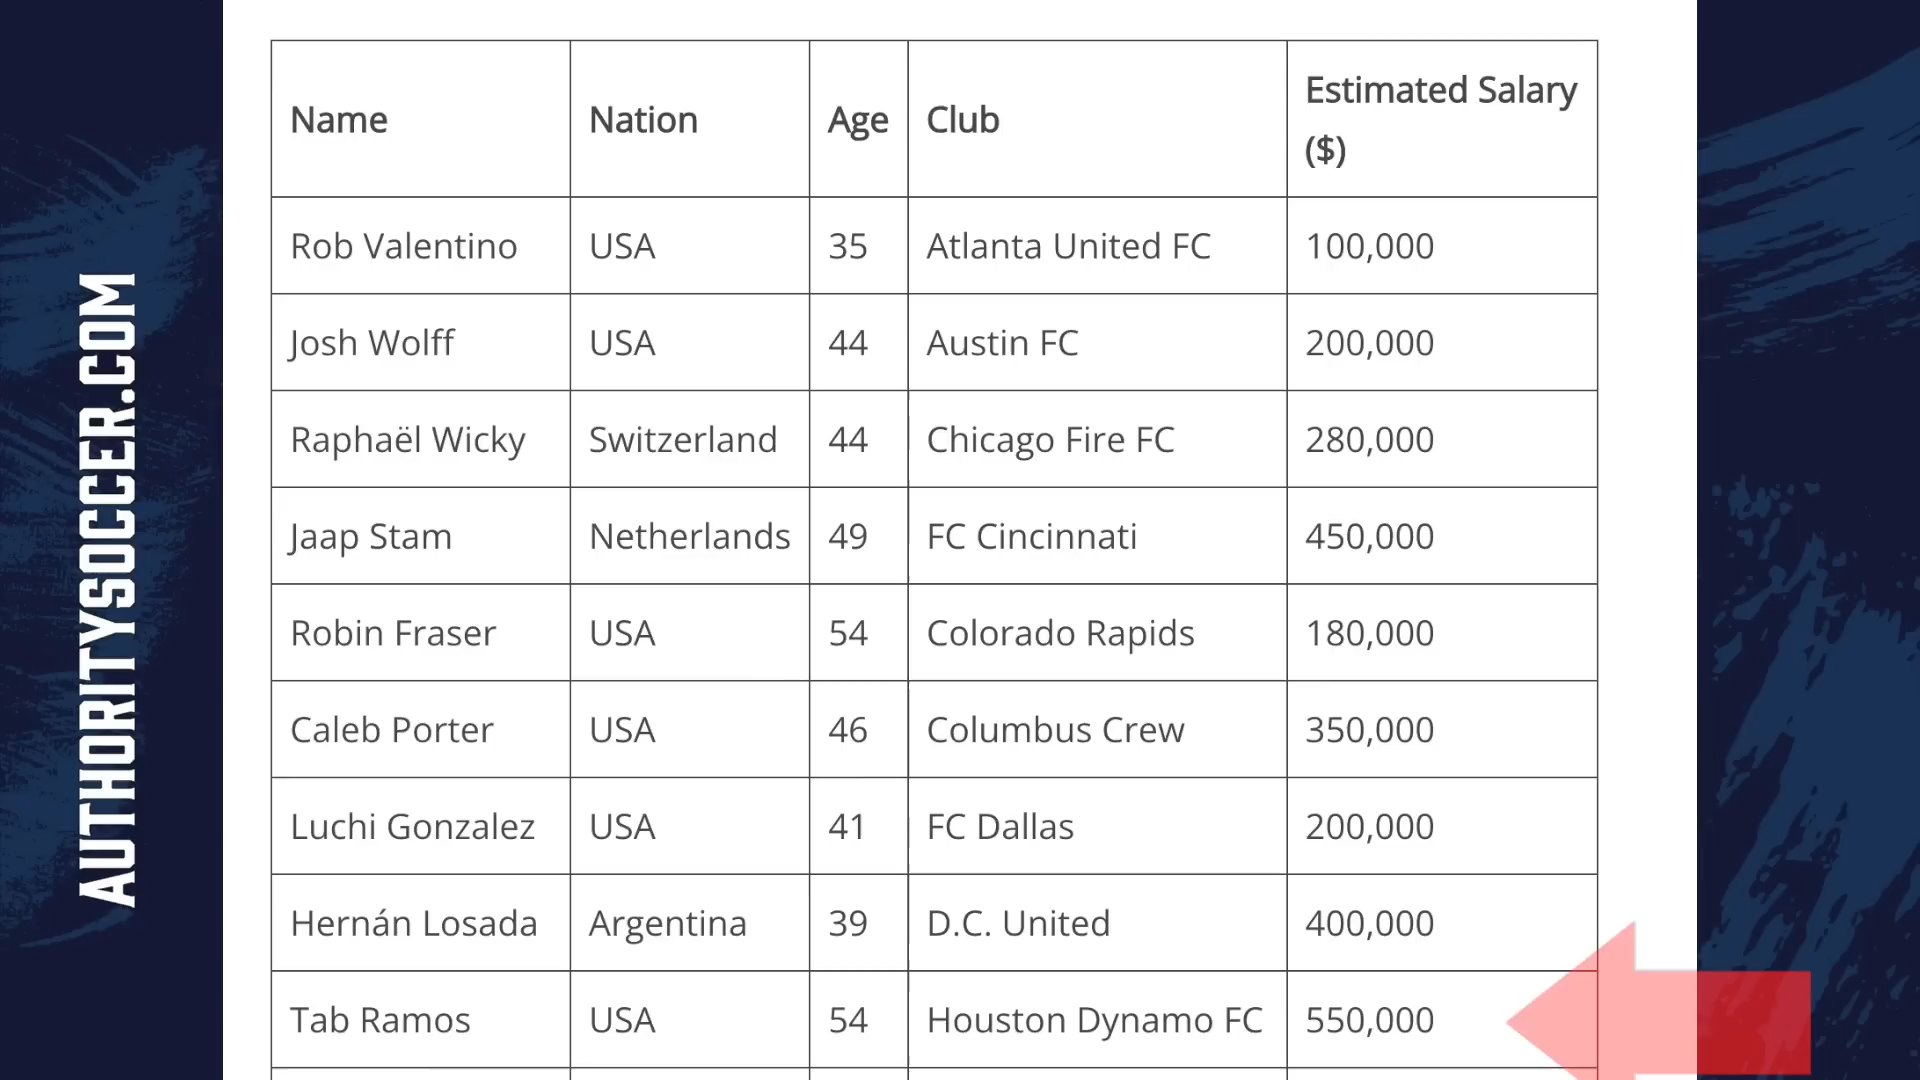 AUTHORITYSOCCER.COM
Name Nation Age Club Estimated Salary ($)
Rob Valentino USA 35 Atlanta United FC 100,000
Josh Wolff USA 44 Austin FC 200,000
Raphaël Wicky Switzerland 44 Chicago Fire FC 280,000
Jaap Stam Netherlands 49 FC Cincinnati 450,000
Robin Fraser USA 54 Colorado Rapids 180,000
Caleb Porter USA 46 Columbus Crew 350,000
Luchi Gonzalez USA 41 FC Dallas 200,000
Hernán Losada Argentina 39 D.C. United 400,000
Tab Ramos USA 54 Houston Dynamo FC 550,000